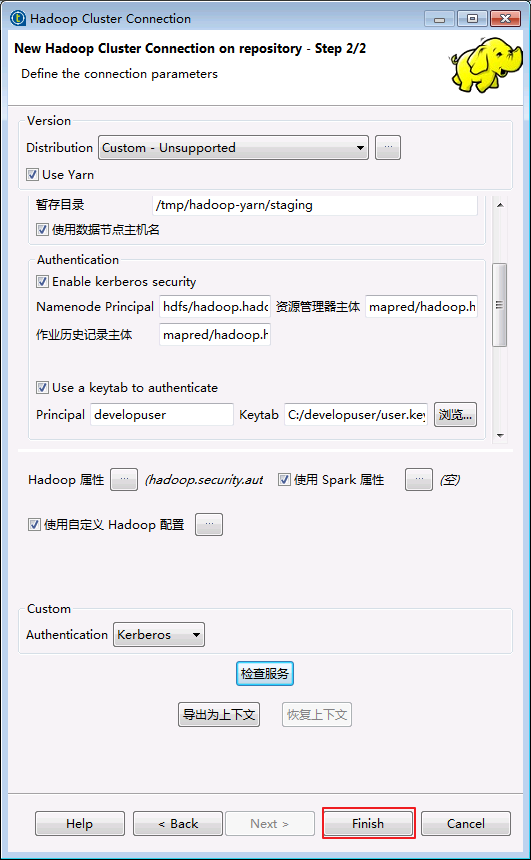 Hadoop Cluster Connection
New Hadoop Cluster Connection on repository - Step 2/2
Define the connection parameters
Version
Distribution Custom - Unsupported ...
Use Yarn
暂存目录 /tmp/hadoop-yarn/staging
使用数据节点主机名
Authentication
Enable kerberos security
Namenode Principal hdfs/hadoop.hado 资源管理器主体 mapred/hadoop.h
作业历史记录主体 mapred/hadoop.h
Use a keytab to authenticate
Principal developuser Keytab C:/developuser/user.key 浏览...
Hadoop 属性 ... (hadoop.security.aut 使用 Spark 属性 ... (空)
使用自定义 Hadoop 配置 ...
Custom
Authentication Kerberos
检查服务
导出为上下文 恢复上下文
Help < Back Next > Finish Cancel